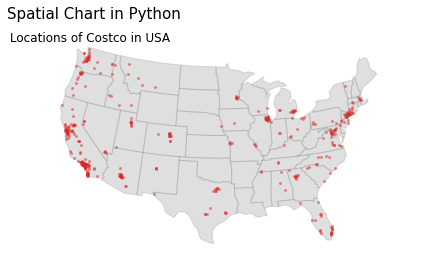 Spatial Chart in Python
Locations of Costco in USA